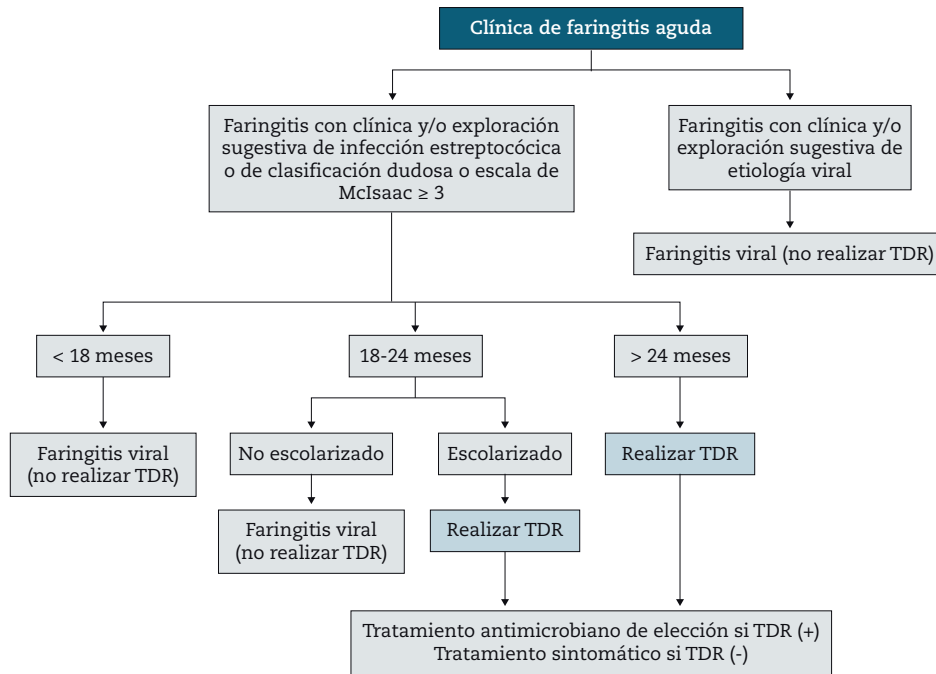 Clínica de faringitis aguda
Faringitis con clínica y/o exploración
sugestiva de infección estreptocócica
o de clasificación dudosa o escala de
McIsaac ≥ 3
Faringitis con clínica y/o
exploración sugestiva de
etiología viral
Faringitis viral (no realizar TDR)
< 18 meses
18-24 meses
> 24 meses
Faringitis viral
(no realizar TDR)
No escolarizado
Escolarizado
Realizar TDR
Faringitis viral
(no realizar TDR)
Realizar TDR
Tratamiento antimicrobiano de elección si TDR (+)
Tratamiento sintomático si TDR (-)